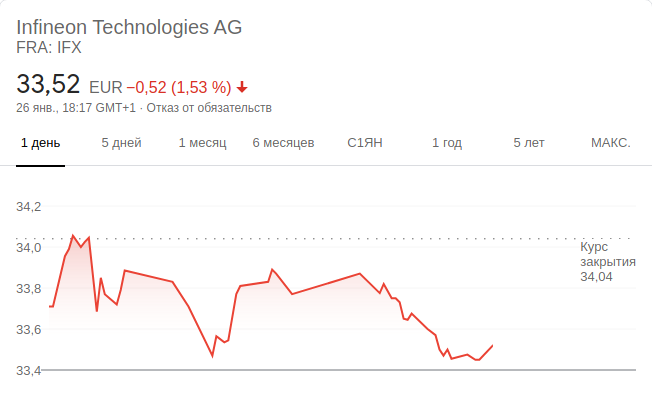 Infineon Technologies AG
FRA: IFX
33,52 EUR −0,52 (1,53 %)
26 янв., 18:17 GMT+1 · Отказ от обязательств
1 день 5 дней 1 месяц 6 месяцев С1ЯН 1 год 5 лет МАКС.
34,2
34,0
33,8
33,6
33,4
Курс
закрытия
34,04